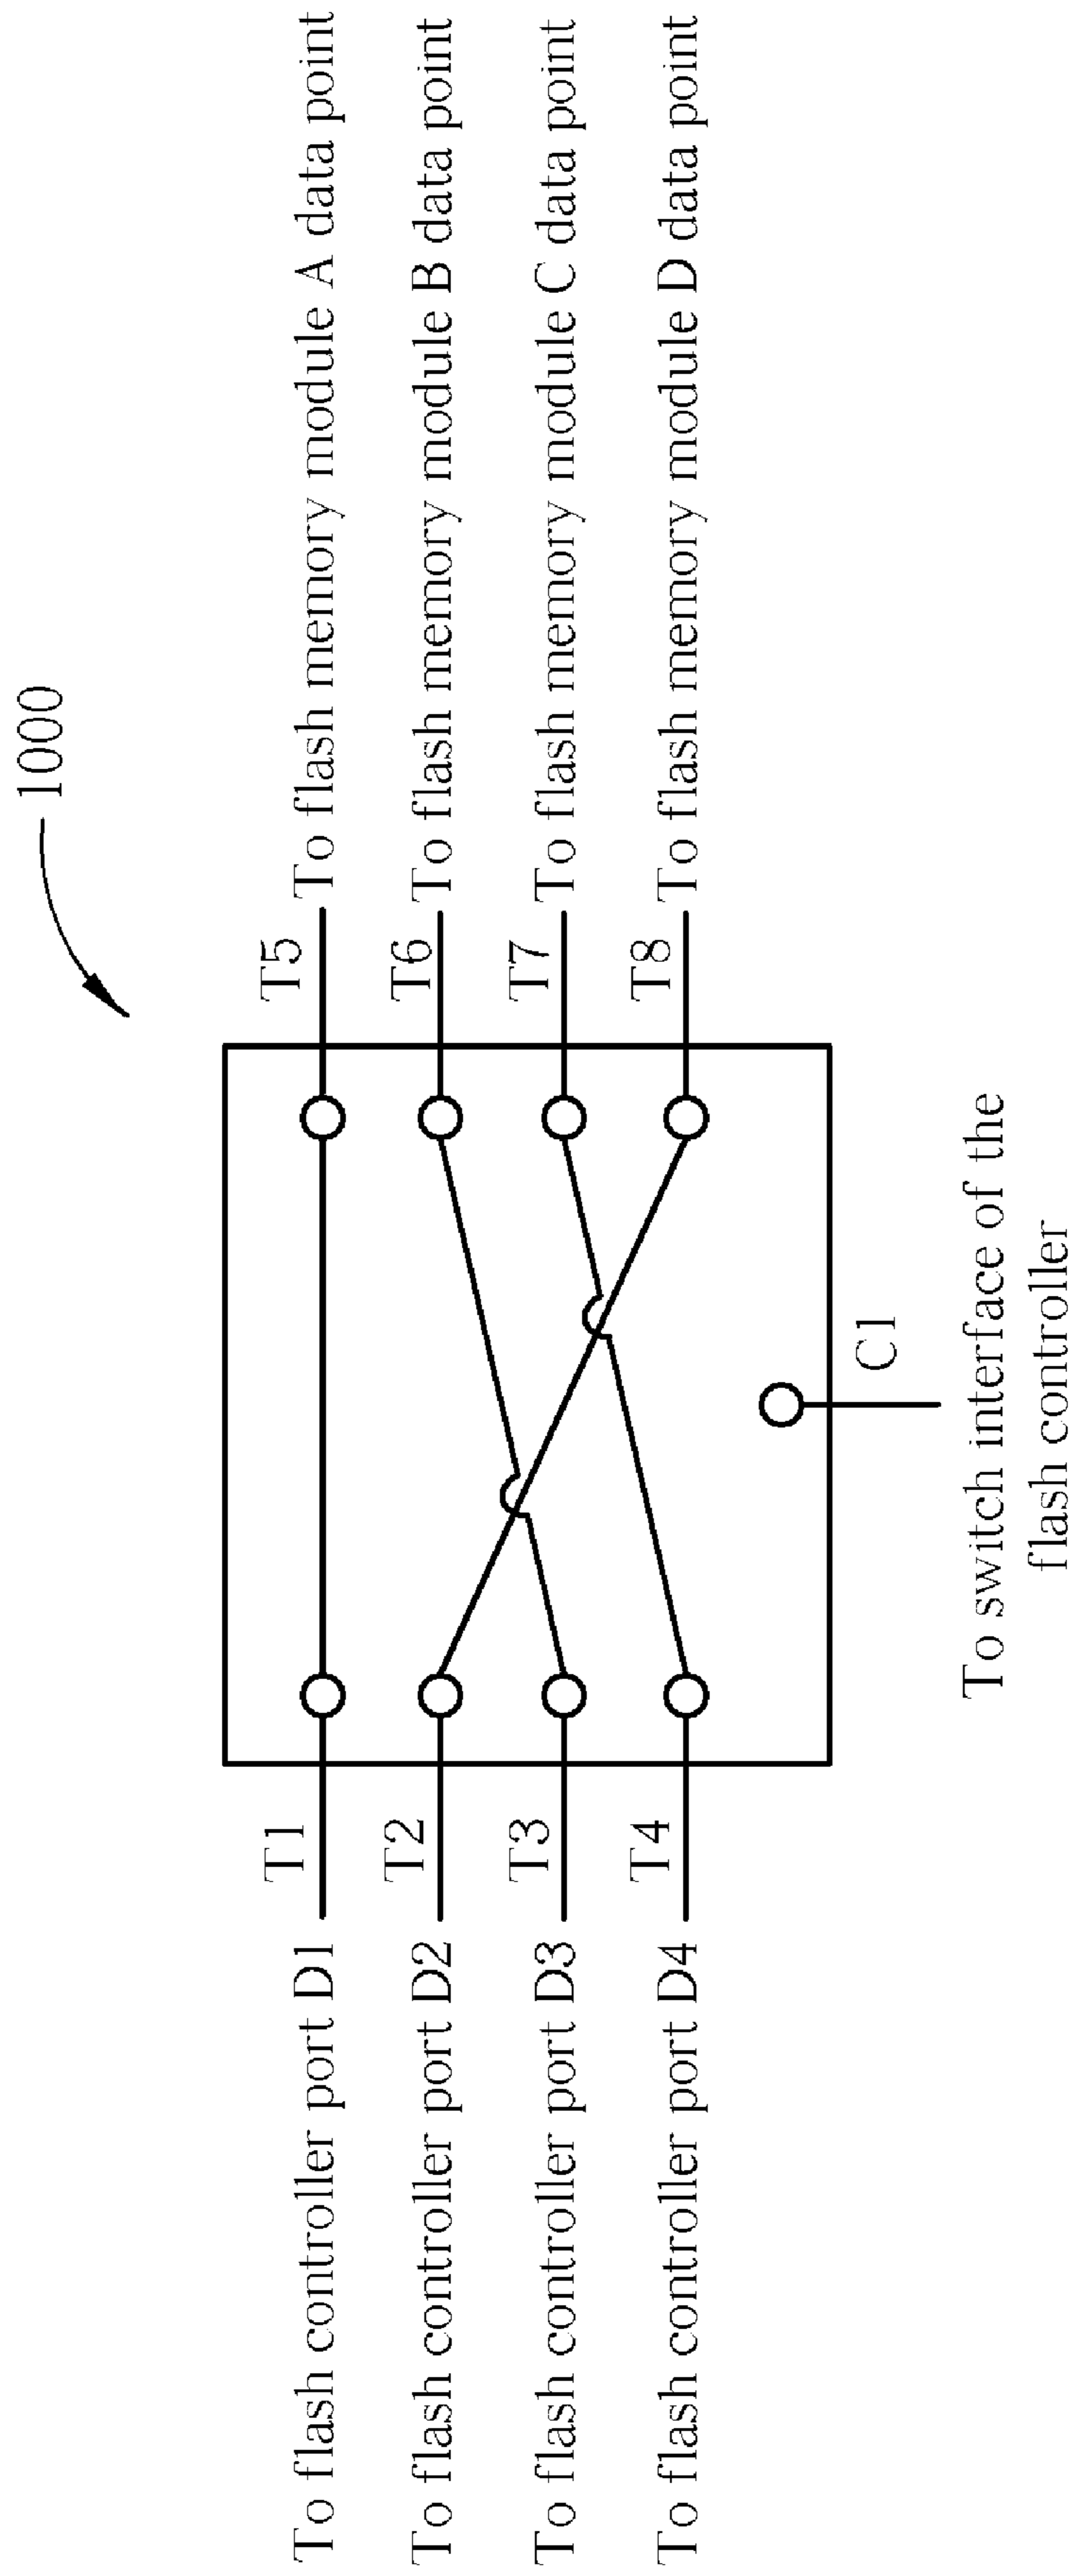 1000
To flash controller port D1
T1
T5
To flash memory module A data point
To flash controller port D2
T2
T6
To flash memory module B data point
To flash controller port D3
T3
T7
To flash memory module C data point
To flash controller port D4
T4
T8
To flash memory module D data point
C1
To switch interface of the
flash controller